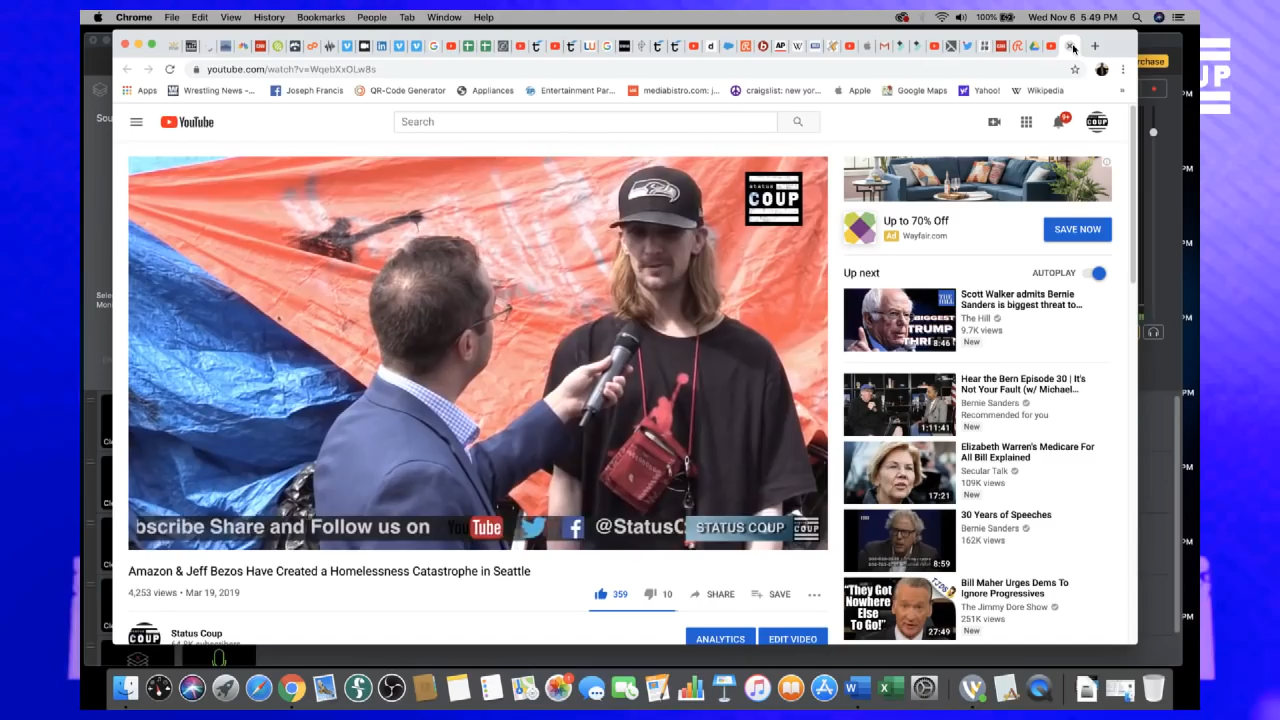 Chrome File Edit View History Bookmarks People Tab Window Help 100% Wed Nov 6 5:49 PM
youtube.com/watch?v=WqebXxOLw8s
chase
Apps Wrestling News -... Joseph Francis QR-Code Generator Appliances Entertainment Par... mediabistro.com: j... craigslist: new yor... Apple Google Maps Yahoo! Wikipedia »
YouTube
Search
9+
COUP
status
COUP
Up to 70% Off
Ad Wayfair.com
SAVE NOW
Up next
AUTOPLAY
Scott Walker admits Bernie
Sanders is biggest threat to...
The Hill
9.7K views
New
8:46
Hear the Bern Episode 30 | It's
Not Your Fault (w/ Michael...
Bernie Sanders
Recommended for you
New
1:11:41
Elizabeth Warren's Medicare For
All Bill Explained
Secular Talk
109K views
New
17:21
30 Years of Speeches
Bernie Sanders
162K views
8:59
Bill Maher Urges Dems To
Ignore Progressives
The Jimmy Dore Show
251K views
New
"They Got
Nowhere
Else
To Go!"
27:49
bscribe Share and Follow us on YouTube @StatusC STATUS COUP COUP
Amazon & Jeff Bezos Have Created a Homelessness Catastrophe in Seattle
4,253 views • Mar 19, 2019
359 10 SHARE SAVE
Status Coup
COUP
ANALYTICS EDIT VIDEO